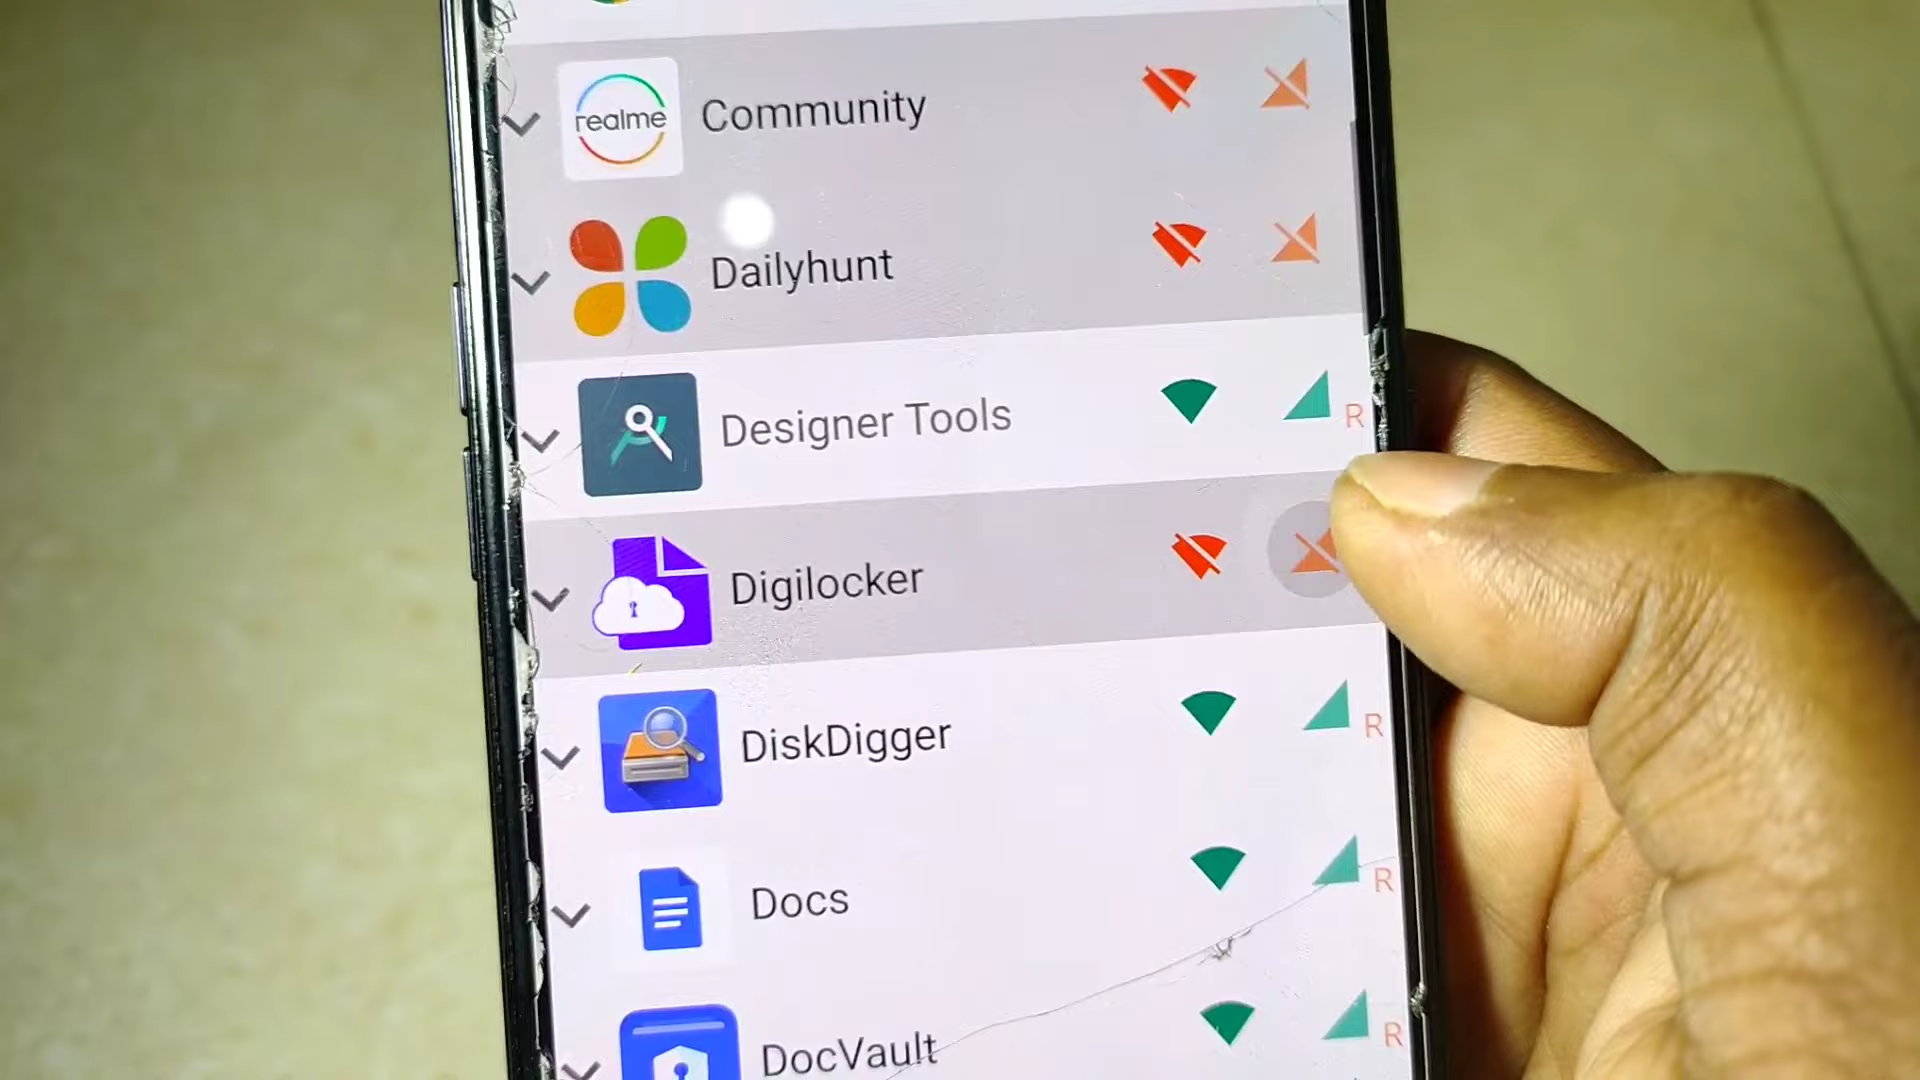 realme
Community
Dailyhunt
Designer Tools
R
Digilocker
DiskDigger
R
Docs
R
DocVault
R